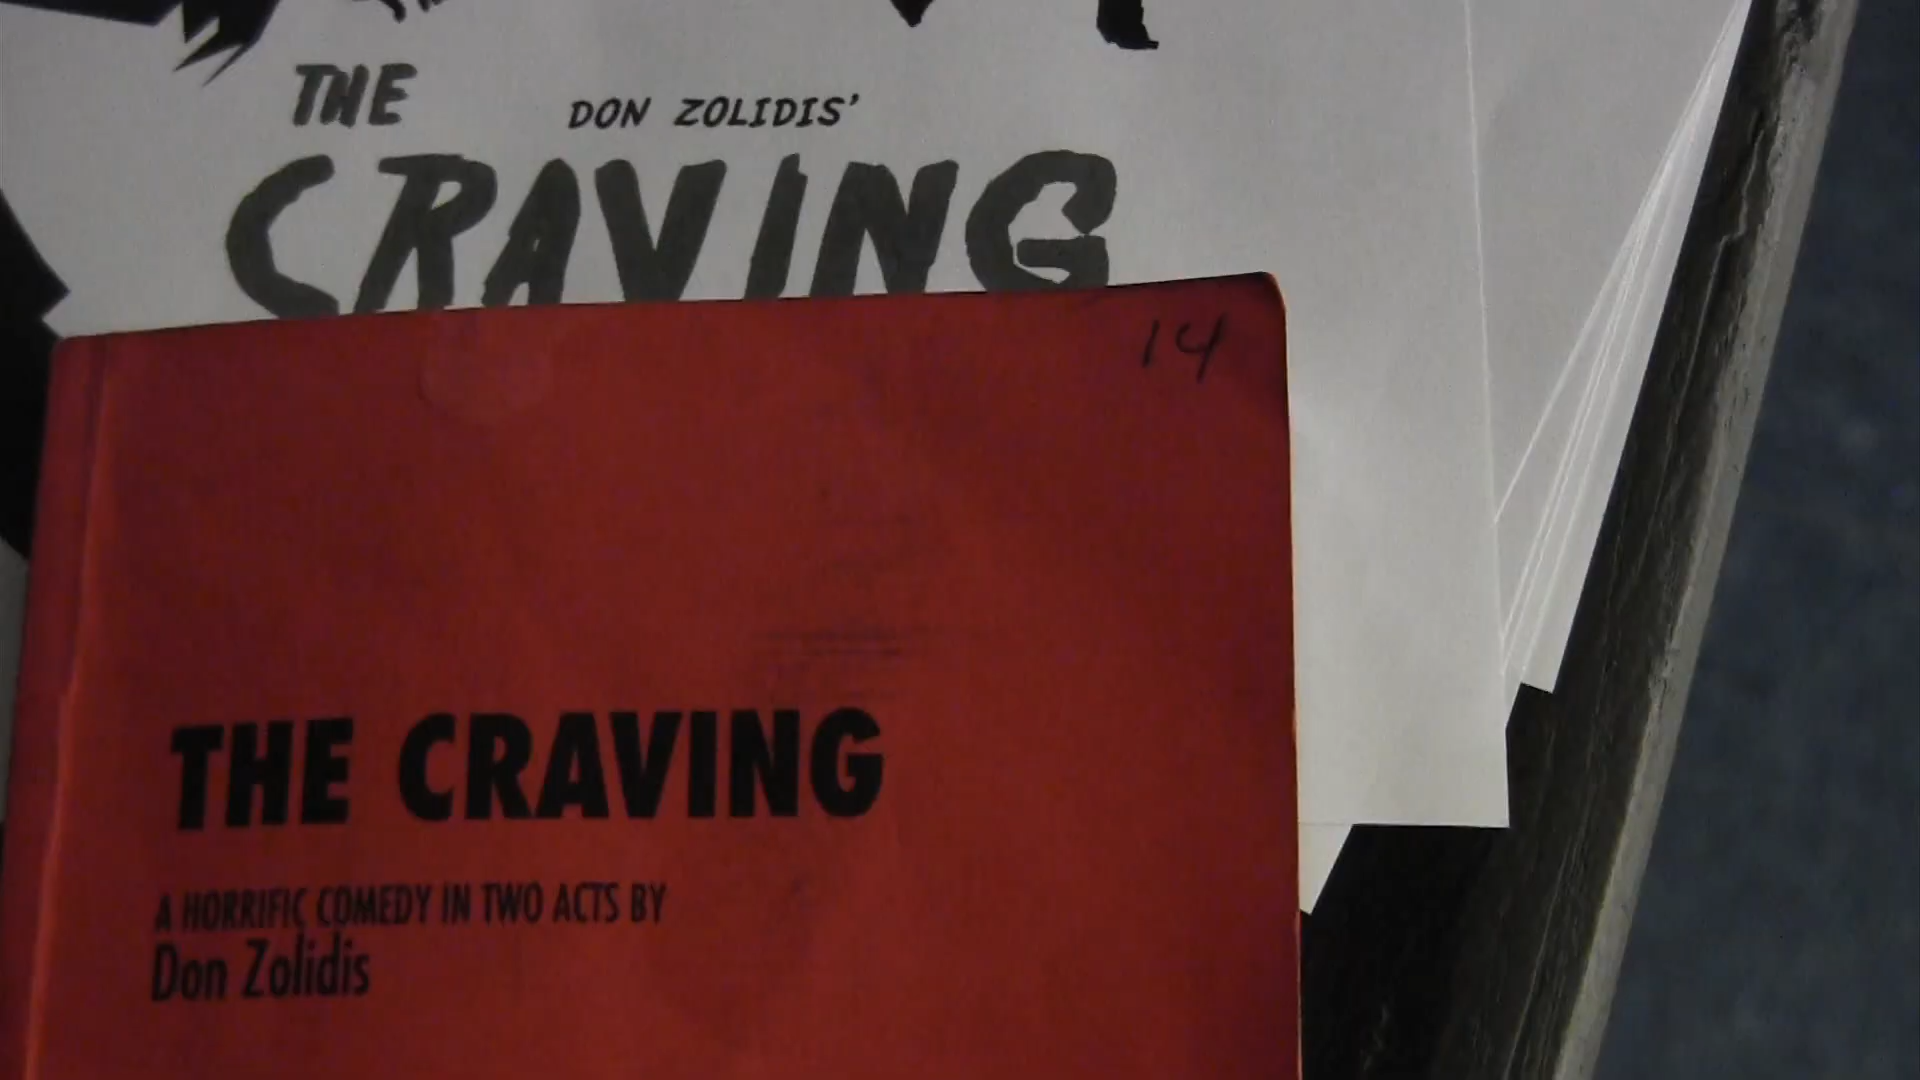 THE
DON ZOLIDIS'
CRAVING
14
THE CRAVING
A HORRIFIC COMEDY IN TWO ACTS BY
Don Zolidis